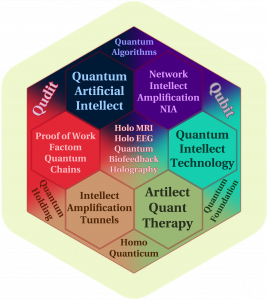 Quantum
Algorithms
Qudit
Quantum
Artificial
Intellect
Network
Intellect
Amplification
NIA
Qubit
Proof of Work
Factom
Quantum
Chains
Holo MRI
Holo EEG
Quantum
Biofeedback
Holography
Quantum
Intellect
Technology
Quantum
Holding
Intellect
Amplification
Tunnels
Artilect
Quant
Therapy
Quantum
Foundation
Homo
Quanticum